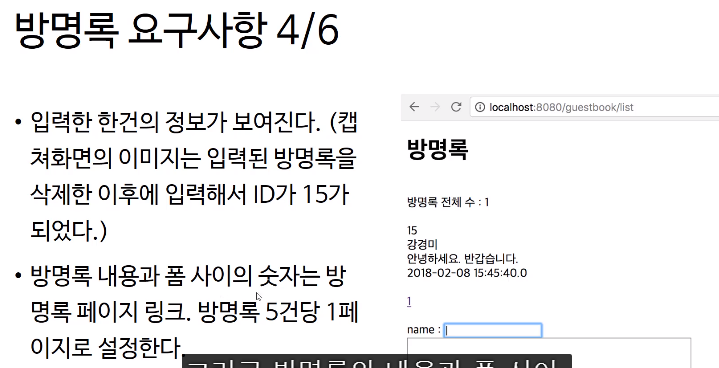 방명록 요구사항 4/6
• 입력한 한건의 정보가 보여진다. (캡
쳐화면의 이미지는 입력된 방명록을
삭제한 이후에 입력해서 ID가 15가
되었다.)
• 방명록 내용과 폼 사이의 숫자는 방
명록 페이지 링크. 방명록 5건당 1페
이지로 설정한다.
localhost:8080/guestbook/list
방명록
방명록 전체 수 : 1
15
강경미
안녕하세요. 반갑습니다.
2018-02-08 15:45:40.0
1
name :